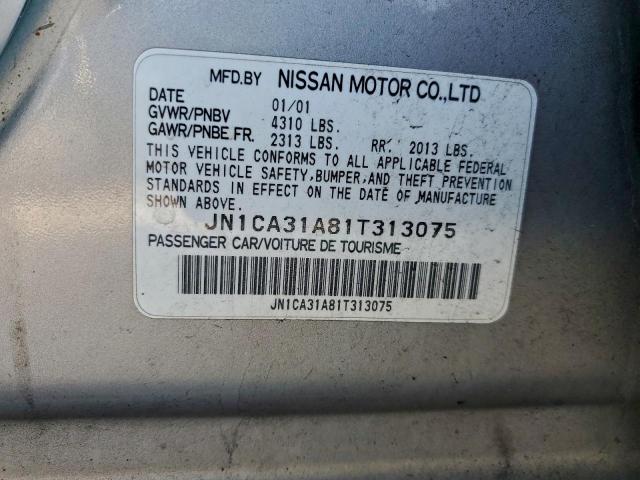 MFD.BY NISSAN MOTOR CO.,LTD
DATE 01/01
GVWR/PNBV 4310 LBS.
GAWR/PNBE FR. 2313 LBS. RR. 2013 LBS.
THIS VEHICLE CONFORMS TO ALL APPLICABLE FEDERAL
MOTOR VEHICLE SAFETY, BUMPER, AND THEFT PREVENTION
STANDARDS IN EFFECT ON THE DATE OF MANUFACTURE
SHOWN ABOVE.
JN1CA31A81T313075
PASSENGER CAR/VOITURE DE TOURISME
JN1CA31A81T313075